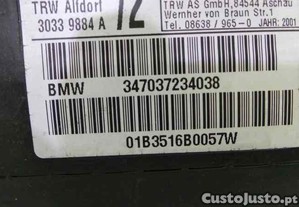 TRW Alfdorf
3033 9884 A
12
TRW AS GmbH, 84544 Aschau
Wernher von Braun Str.1
Tel. 08638 / 965-0 JAHR: 2001
BMW 347037234038
01B3516B0057W
CustoJusto.pt